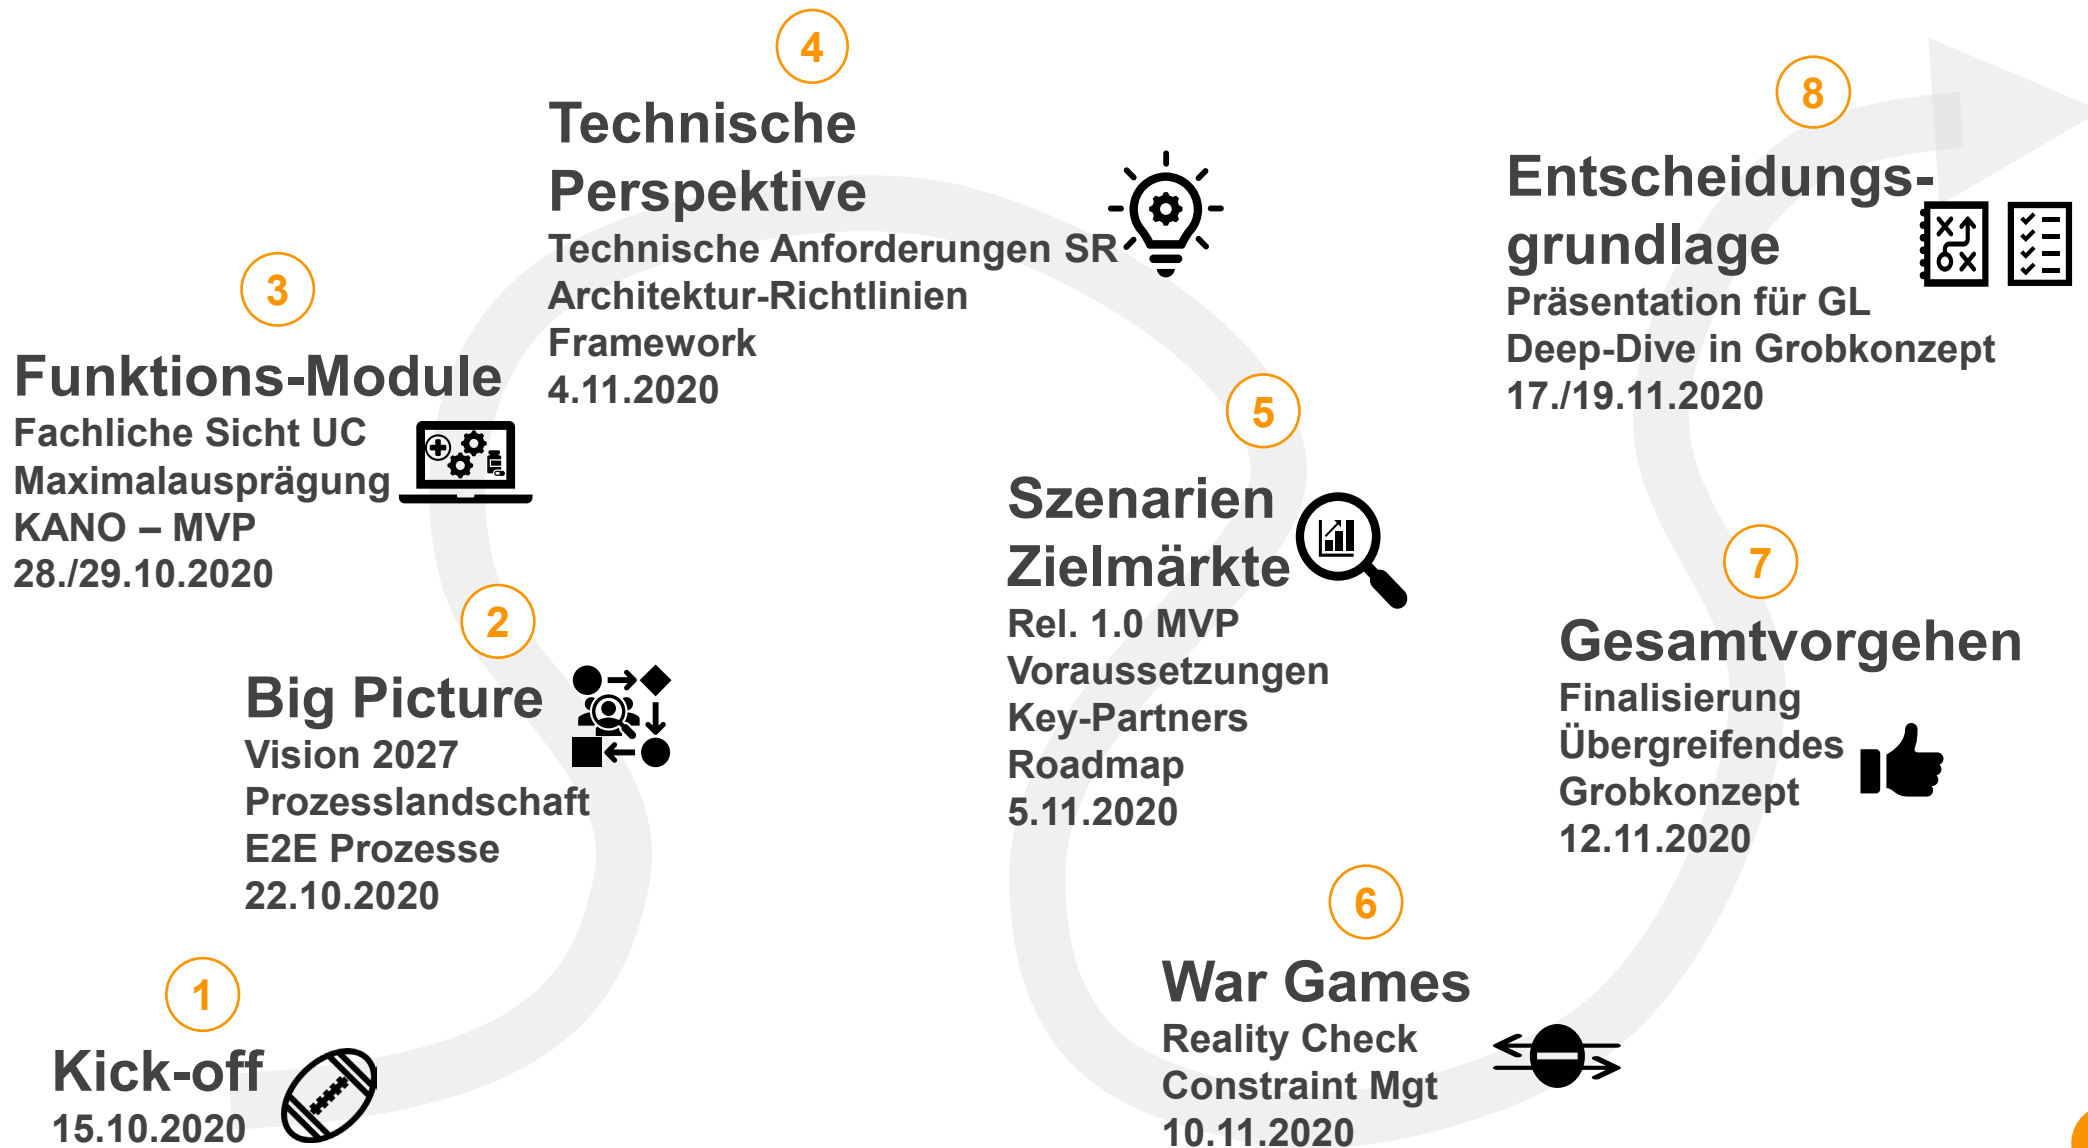 1
Kick-off
15.10.2020
2
Big Picture
Vision 2027
Prozesslandschaft
E2E Prozesse
22.10.2020
3
Funktions-Module
Fachliche Sicht UC
Maximalausprägung
KANO – MVP
28./29.10.2020
4
Technische
Perspektive
Technische Anforderungen SR
Architektur-Richtlinien
Framework
4.11.2020
5
Szenarien
Zielmärkte
Rel. 1.0 MVP
Voraussetzungen
Key-Partners
Roadmap
5.11.2020
6
War Games
Reality Check
Constraint Mgt
10.11.2020
7
Gesamtvorgehen
Finalisierung
Übergreifendes
Grobkonzept
12.11.2020
8
Entscheidungs-
grundlage
Präsentation für GL
Deep-Dive in Grobkonzept
17./19.11.2020